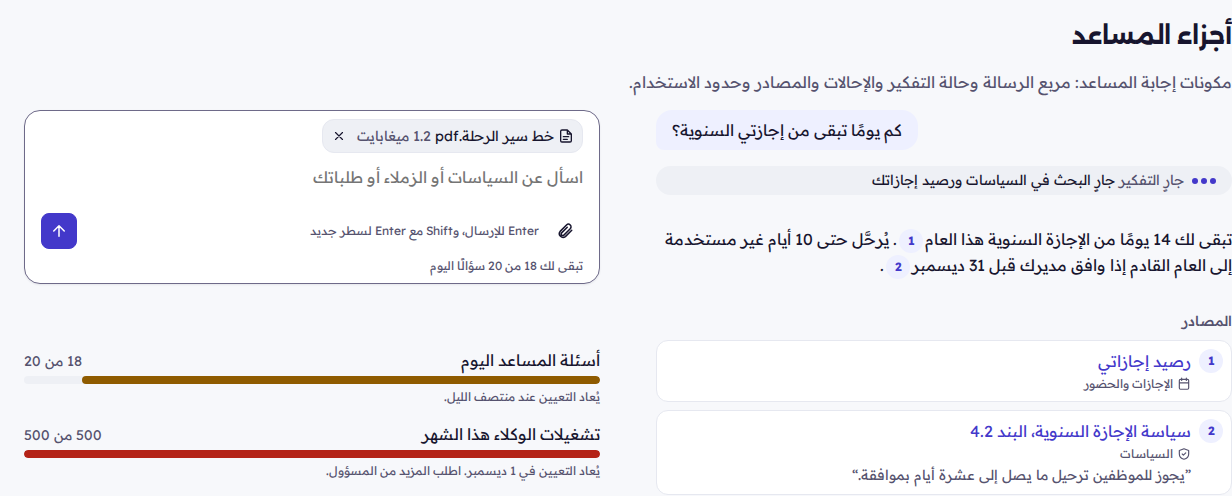 أجزاء المساعد
مكونات إجابة المساعد: مربع الرسالة وحالة التفكير والإحالات والمصادر وحدود الاستخدام.
كم يومًا تبقى من إجازتي السنوية؟
جارٍ التفكير جارٍ البحث في السياسات ورصيد إجازاتك
تبقى لك 14 يومًا من الإجازة السنوية هذا العام 1 . يُرحَّل حتى 10 أيام غير مستخدمة
إلى العام القادم إذا وافق مديرك قبل 31 ديسمبر 2 .
المصادر
1 رصيد إجازاتي
الإجازات والحضور
2 سياسة الإجازة السنوية، البند 4.2
السياسات
”يجوز للموظفين ترحيل ما يصل إلى عشرة أيام بموافقة.“
خط سير الرحلة.pdf 1.2 ميغابايت
اسأل عن السياسات أو الزملاء أو طلباتك
Enter للإرسال، وShift مع Enter لسطر جديد
تبقى لك 18 من 20 سؤالًا اليوم
أسئلة المساعد اليوم 18 من 20
يُعاد التعيين عند منتصف الليل.
تشغيلات الوكلاء هذا الشهر 500 من 500
يُعاد التعيين في 1 ديسمبر. اطلب المزيد من المسؤول.